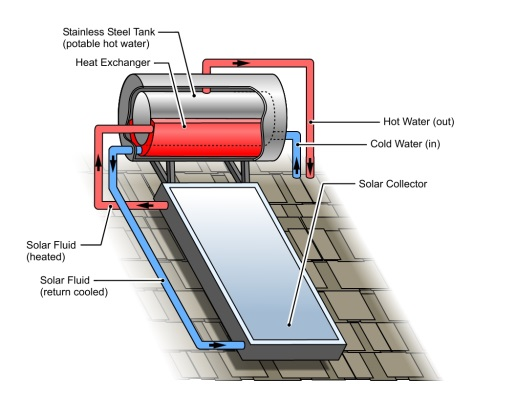 Stainless Steel Tank
(potable hot water)
Heat Exchanger
Hot Water (out)
Cold Water (in)
Solar Collector
Solar Fluid
(heated)
Solar Fluid
(return cooled)